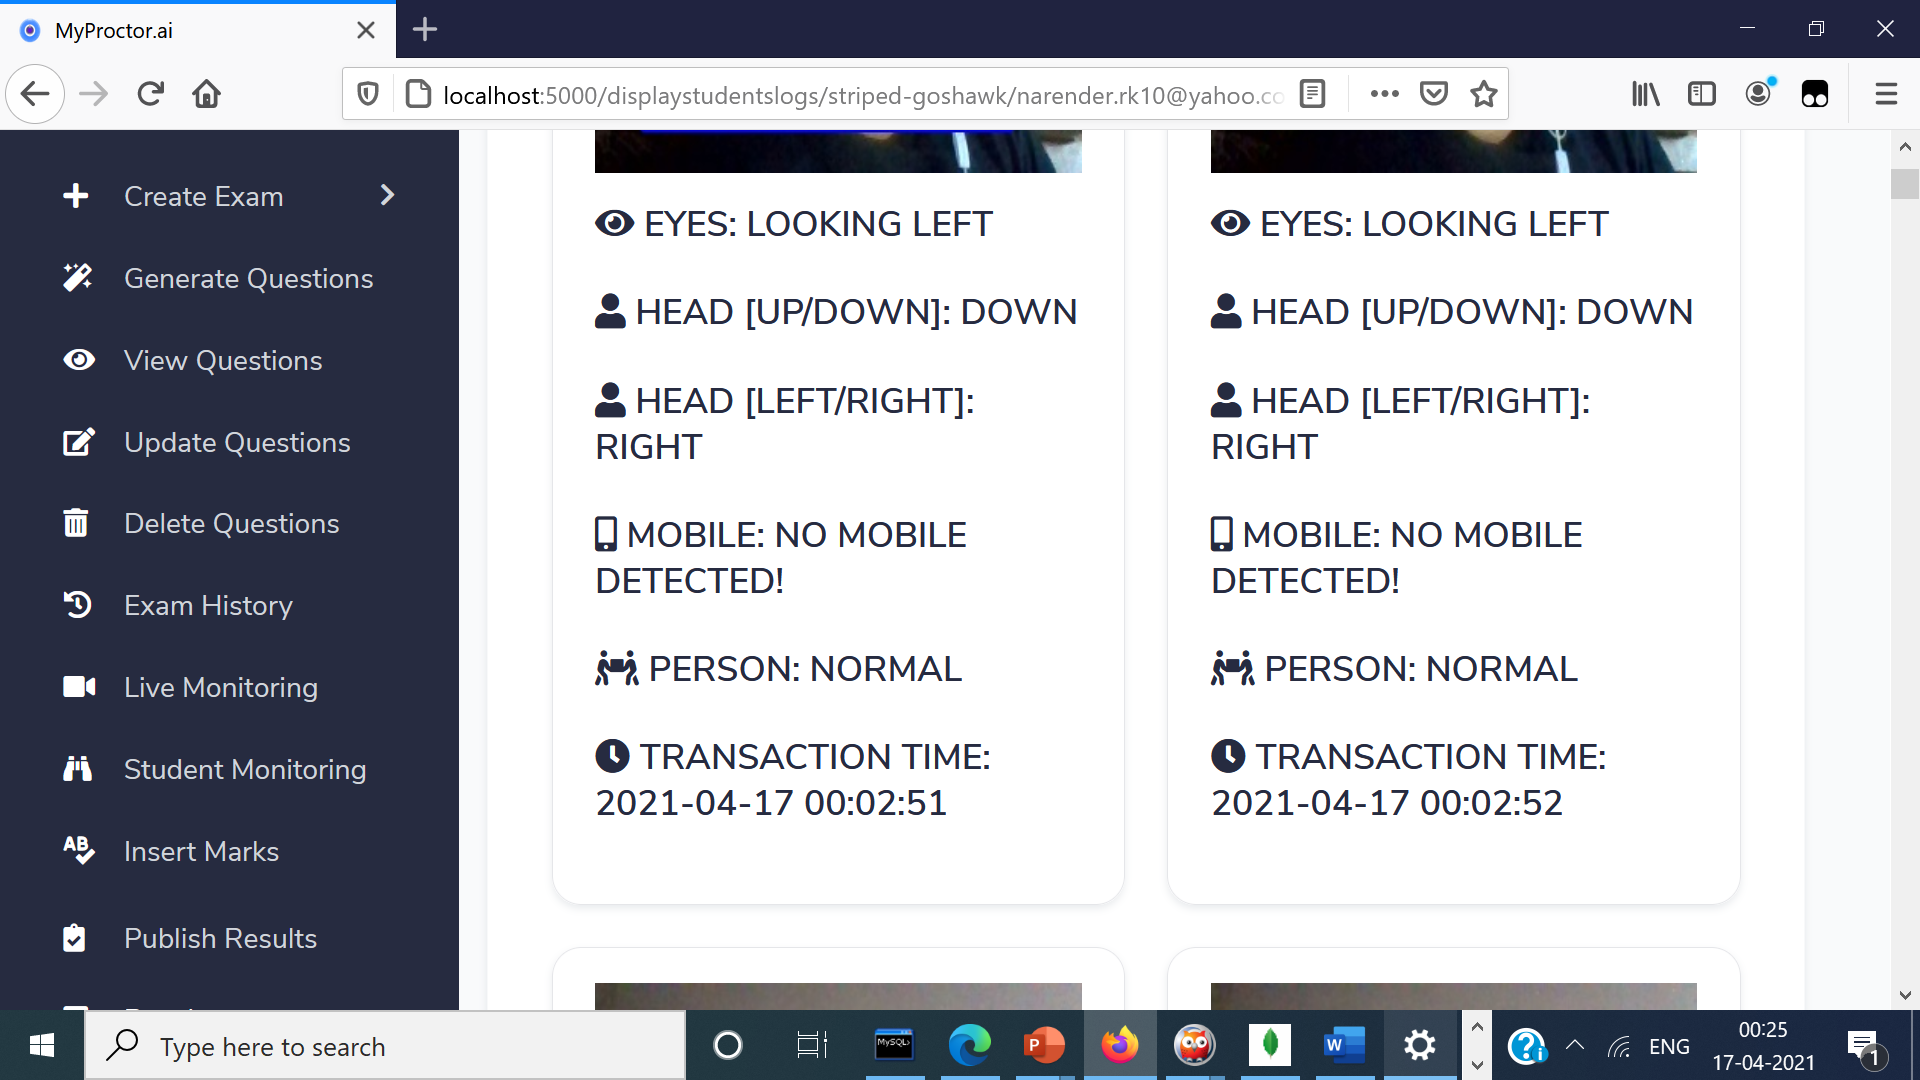 MyProctor.ai
localhost:5000/displaystudentslogs/striped-goshawk/narender.rk10@yahoo.co
Create Exam
Generate Questions
View Questions
Update Questions
Delete Questions
Exam History
Live Monitoring
Student Monitoring
AB
Insert Marks
Publish Results
EYES: LOOKING LEFT
HEAD [UP/DOWN]: DOWN
HEAD [LEFT/RIGHT]:
RIGHT
MOBILE: NO MOBILE
DETECTED!
PERSON: NORMAL
TRANSACTION TIME:
2021-04-17 00:02:51
EYES: LOOKING LEFT
HEAD [UP/DOWN]: DOWN
HEAD [LEFT/RIGHT]:
RIGHT
MOBILE: NO MOBILE
DETECTED!
PERSON: NORMAL
TRANSACTION TIME:
2021-04-17 00:02:52
Type here to search
MySQL>
P
W
ENG
00:25
17-04-2021
1